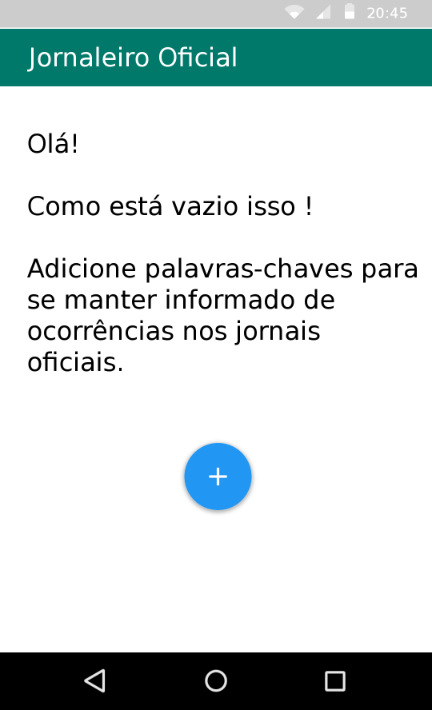 20:45
Jornaleiro Oficial
Olá!
Como está vazio isso !
Adicione palavras-chaves para
se manter informado de
ocorrências nos jornais
oficiais.
+